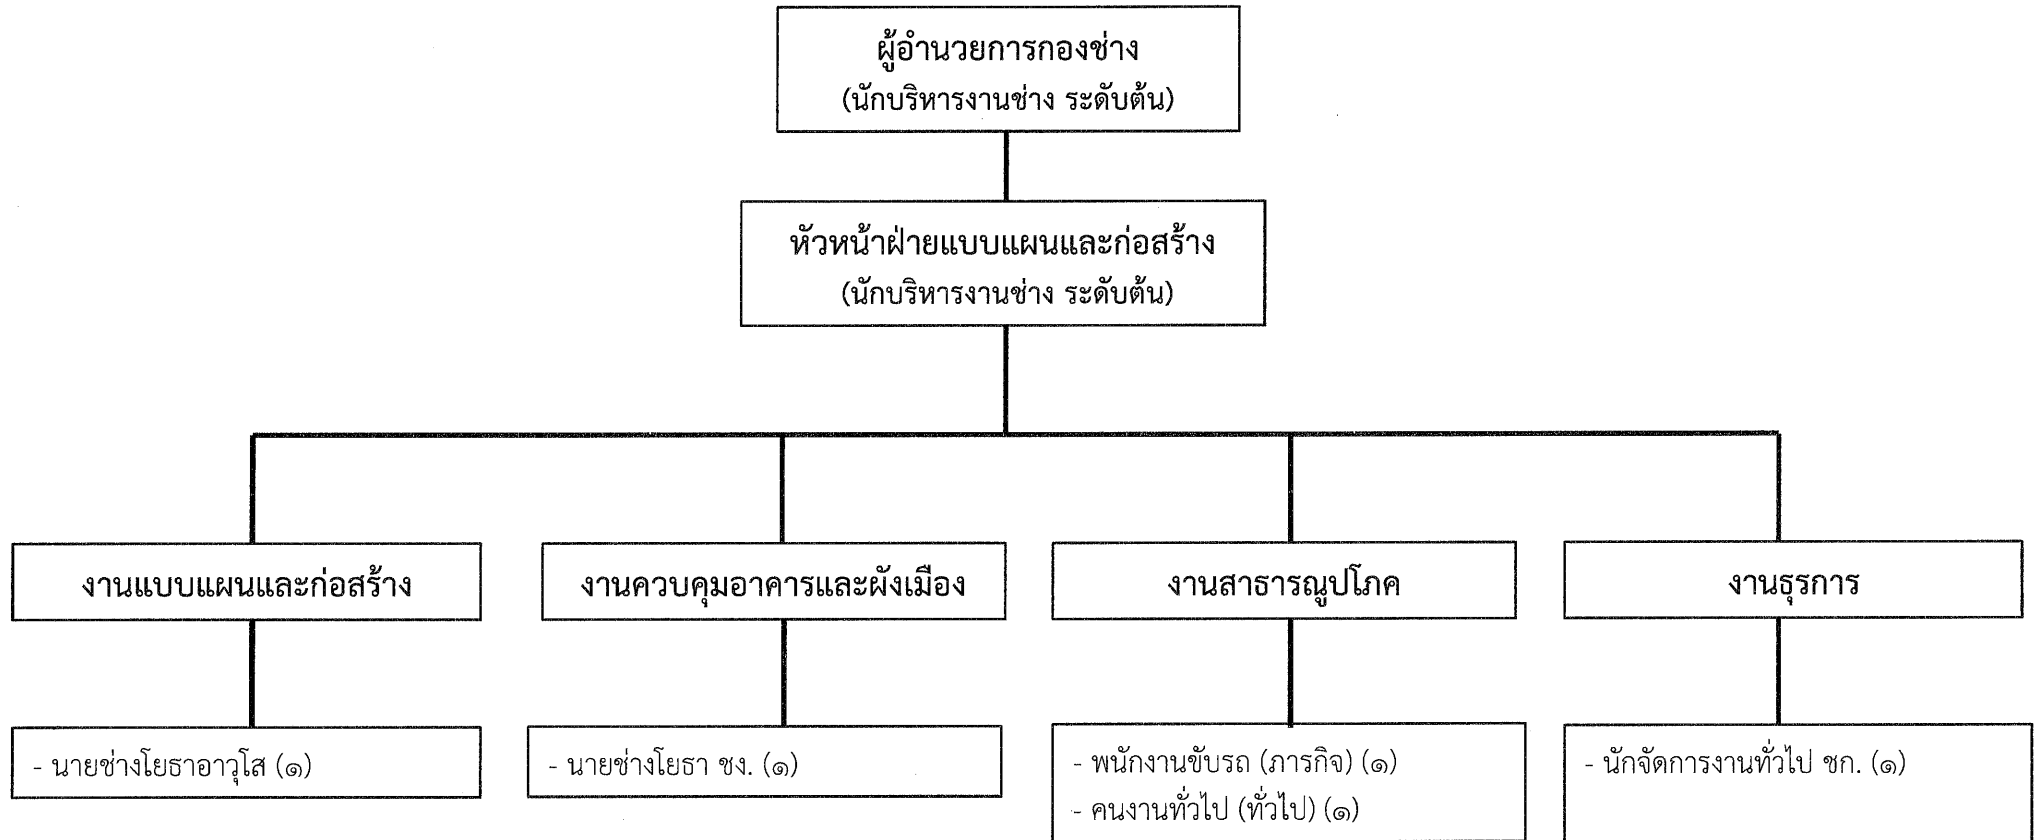 ผู้อำนวยการกองช่าง
(นักบริหารงานช่าง ระดับต้น)
หัวหน้าฝ่ายแบบแผนและก่อสร้าง
(นักบริหารงานช่าง ระดับต้น)
งานแบบแผนและก่อสร้าง
งานควบคุมอาคารและผังเมือง
งานสาธารณูปโภค
งานธุรการ
- นายช่างโยธาอาวุโส (๑)
- นายช่างโยธา ชง. (๑)
- พนักงานขับรถ (ภารกิจ) (๑)
- คนงานทั่วไป (ทั่วไป) (๑)
- นักจัดการงานทั่วไป ชก. (๑)